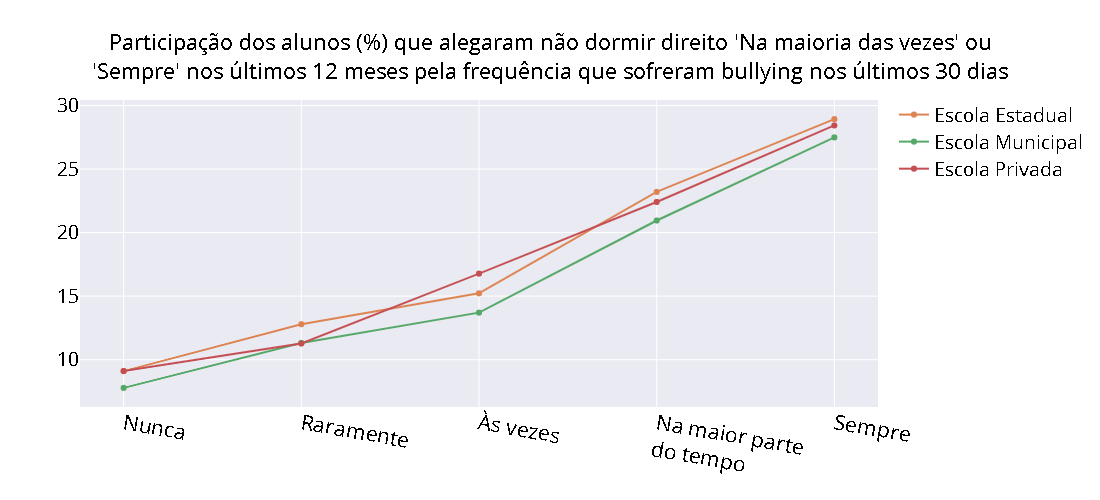 Participação dos alunos (%) que alegaram não dormir direito 'Na maioria das vezes' ou
'Sempre' nos últimos 12 meses pela frequência que sofreram bullying nos últimos 30 dias
30
25
20
15
10
Escola Estadual
Escola Municipal
Escola Privada
Nunca
Raramente
Às vezes
Na maior parte
do tempo
Sempre